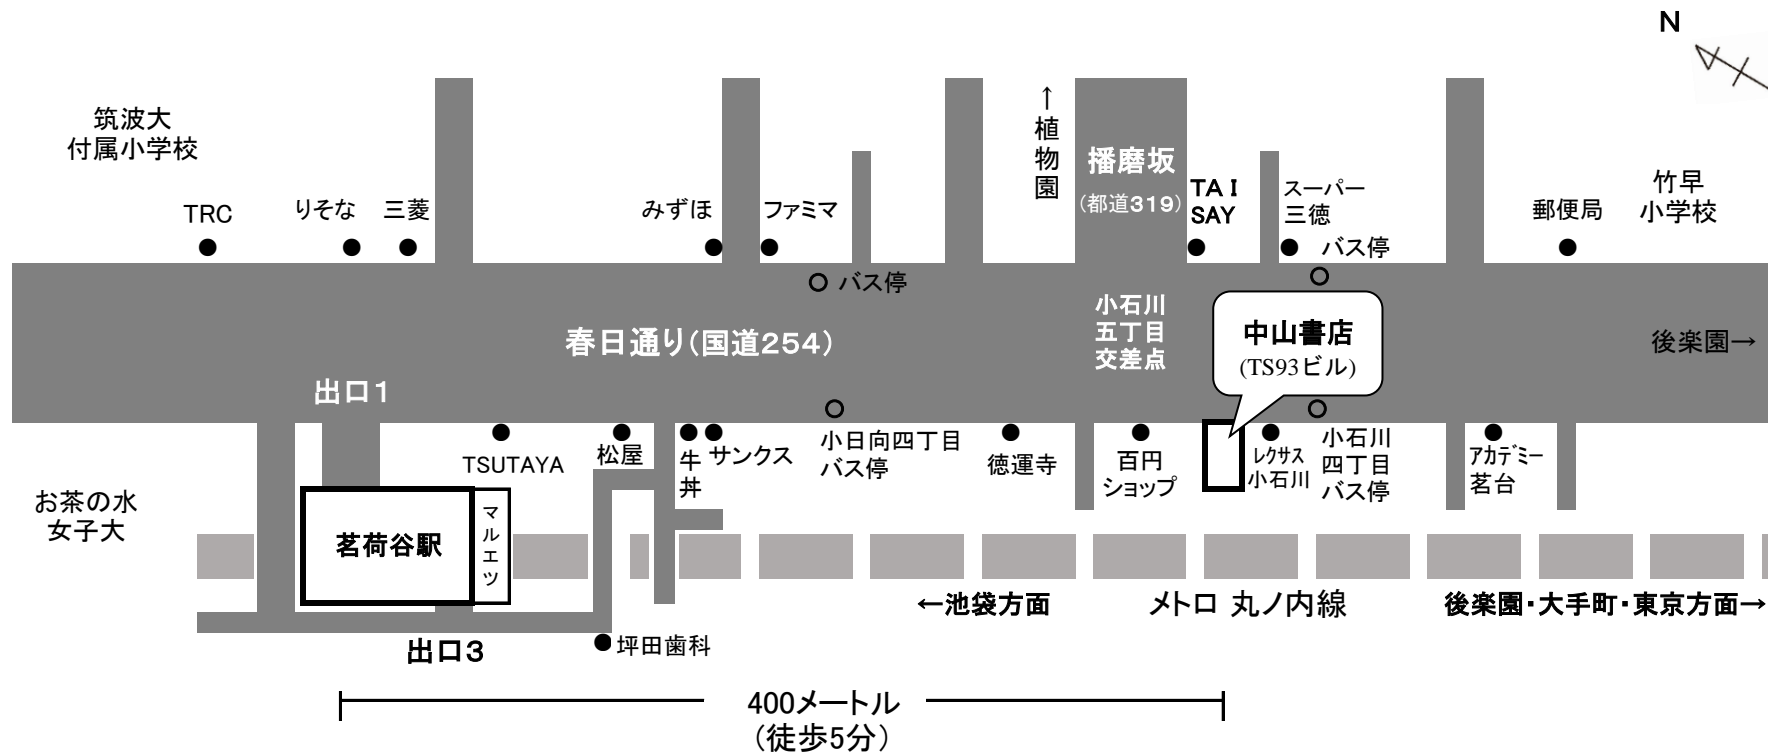 N
筑波大
付属小学校
TRC
りそな
三菱
みずほ
ファミマ
↑植物園
播磨坂
(都道319)
TAI
SAY
スーパー
三徳
バス停
郵便局
竹早
小学校
バス停
春日通り(国道254)
小石川
五丁目
交差点
中山書店
(TS93ビル)
後楽園→
出口1
TSUTAYA
松屋
牛丼
サンクス
小日向四丁目
バス停
徳運寺
百円
ショップ
レクサス
小石川
小石川
四丁目
バス停
アカデミー
茗台
お茶の水
女子大
茗荷谷駅
マルエツ
←池袋方面
メトロ 丸ノ内線
後楽園・大手町・東京方面→
出口3
坪田歯科
400メートル
(徒歩5分)